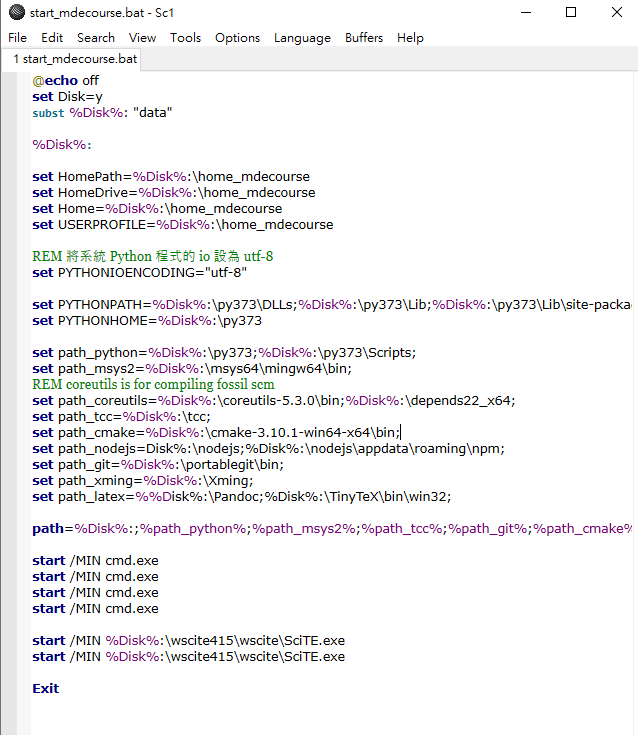 start_mdecourse.bat - Sc1
File Edit Search View Tools Options Language Buffers Help
1 start_mdecourse.bat
@echo off
set Disk=y
subst %Disk%: "data"
%Disk%:
set HomePath=%Disk%:\home_mdecourse
set HomeDrive=%Disk%:\home_mdecourse
set Home=%Disk%:\home_mdecourse
set USERPROFILE=%Disk%:\home_mdecourse
REM 將系統 Python 程式的 io 設為 utf-8
set PYTHONIOENCODING="utf-8"
set PYTHONPATH=%Disk%:\py373\DLLs;%Disk%:\py373\Lib;%Disk%:\py373\Lib\site-packa
set PYTHONHOME=%Disk%:\py373
set path_python=%Disk%:\py373;%Disk%:\py373\Scripts;
set path_msys2=%Disk%:\msys64\mingw64\bin;
REM coreutils is for compiling fossil scm
set path_coreutils=%Disk%:\coreutils-5.3.0\bin;%Disk%:\depends22_x64;
set path_tcc=%Disk%:\tcc;
set path_cmake=%Disk%:\cmake-3.10.1-win64-x64\bin;
set path_nodejs=Disk%:\nodejs;%Disk%:\nodejs\appdata\roaming\npm;
set path_git=%Disk%:\portablegit\bin;
set path_xming=%Disk%:\Xming;
set path_latex=%%Disk%:\Pandoc;%Disk%:\TinyTeX\bin\win32;
path=%Disk%:;%path_python%;%path_msys2%;%path_tcc%;%path_git%;%path_cmake%
start /MIN cmd.exe
start /MIN cmd.exe
start /MIN cmd.exe
start /MIN cmd.exe
start /MIN %Disk%:\wscite415\wscite\SciTE.exe
start /MIN %Disk%:\wscite415\wscite\SciTE.exe
Exit